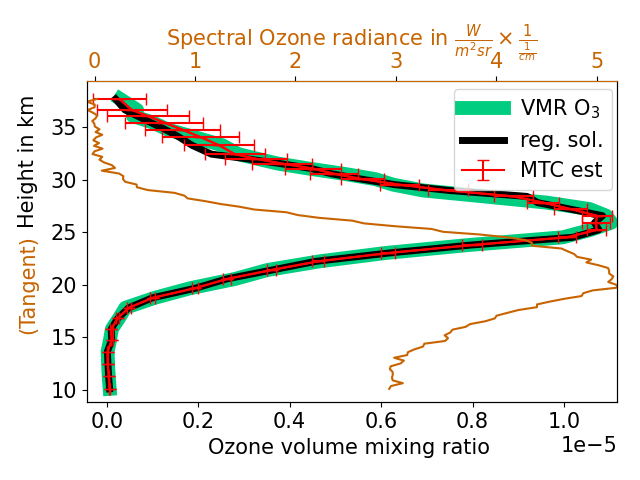 Spectral Ozone radiance in W/m²sr × 1/(1/cm)
0 1 2 3 4 5
VMR O₃
reg. sol.
MTC est
(Tangent) Height in km
35
30
25
20
15
10
0.0 0.2 0.4 0.6 0.8 1.0
1e−5
Ozone volume mixing ratio